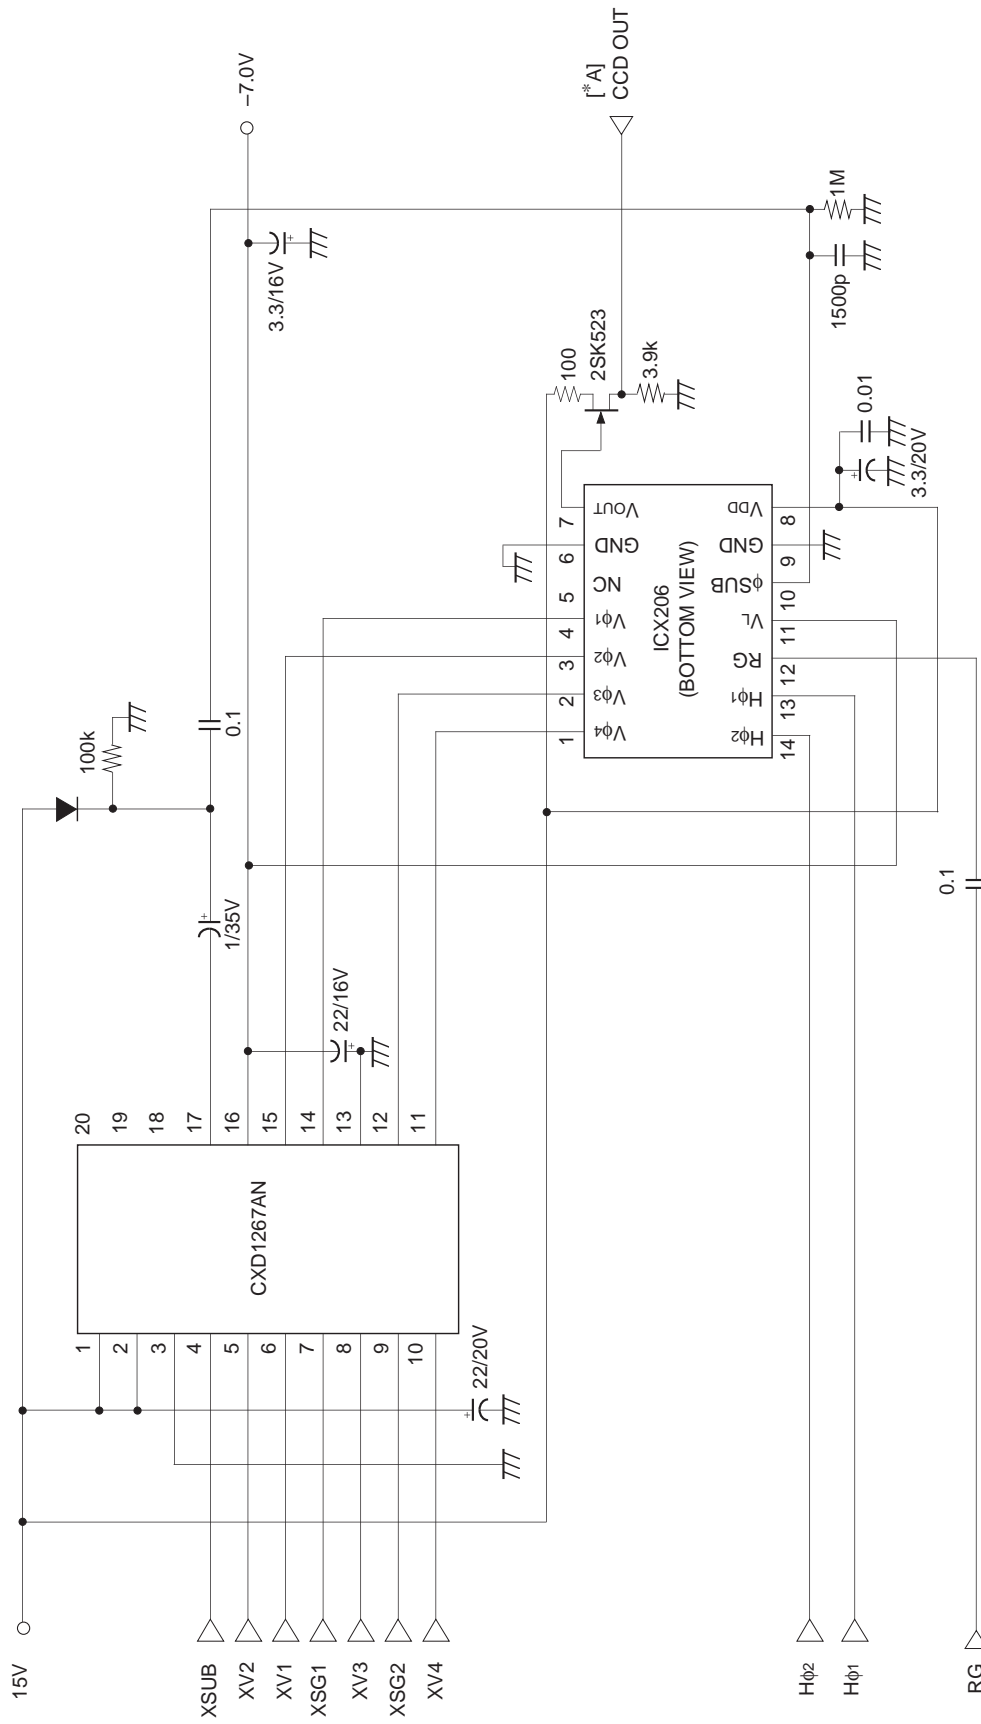 15V
XSUB
XV2
XV1
XSG1
XV3
XSG2
XV4
Hϕ2
Hϕ1
RG
22/20V
1
2
3
4
5
6
7
8
9
10
CXD1267AN
20
19
18
17
16
15
14
13
12
11
22/16V
1/35V
100k
0.1
0.1
3.3/16V
–7.0V
[*A]
CCD OUT
100
2SK523
3.9k
ICX206
(BOTTOM VIEW)
1
2
3
4
5
6
7
Vϕ4
Vϕ3
Vϕ2
Vϕ1
NC
GND
VOUT
Hϕ2
Hϕ1
RG
VL
ϕSUB
GND
VDD
14
13
12
11
10
9
8
3.3/20V
0.01
1500p
1M